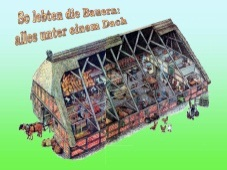 So lebten die Bauern:
alles unter einem Dach